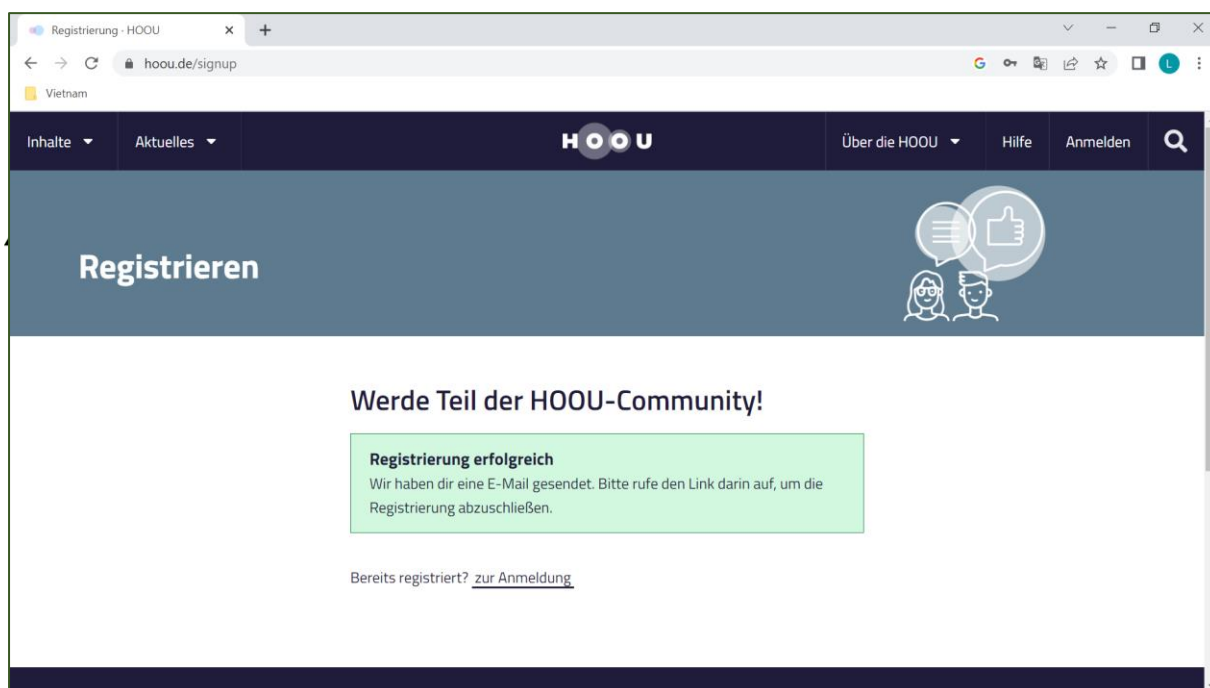 Registrierung · HOOU
hoou.de/signup
G
L
Vietnam
Inhalte
Aktuelles
HOOU
Über die HOOU
Hilfe
Anmelden
Registrieren
Werde Teil der HOOU-Community!
Registrierung erfolgreich
Wir haben dir eine E-Mail gesendet. Bitte rufe den Link darin auf, um die
Registrierung abzuschließen.
Bereits registriert? zur Anmeldung